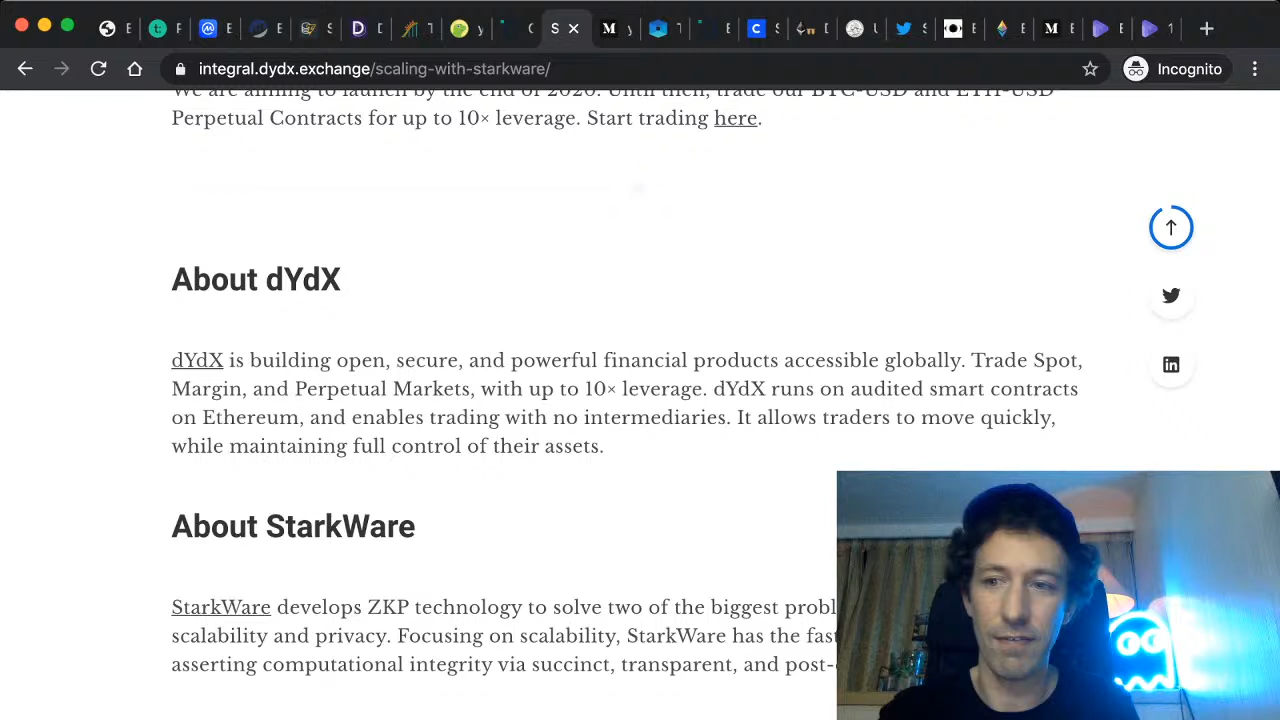 integral.dydx.exchange/scaling-with-starkware/
Incognito
We are aiming to launch by the end of 2020. Until then, trade our BTC-USD and ETH-USD
Perpetual Contracts for up to 10× leverage. Start trading here.
About dYdX
dYdX is building open, secure, and powerful financial products accessible globally. Trade Spot,
Margin, and Perpetual Markets, with up to 10× leverage. dYdX runs on audited smart contracts
on Ethereum, and enables trading with no intermediaries. It allows traders to move quickly,
while maintaining full control of their assets.
About StarkWare
StarkWare develops ZKP technology to solve two of the biggest probl
scalability and privacy. Focusing on scalability, StarkWare has the fast
asserting computational integrity via succinct, transparent, and post-